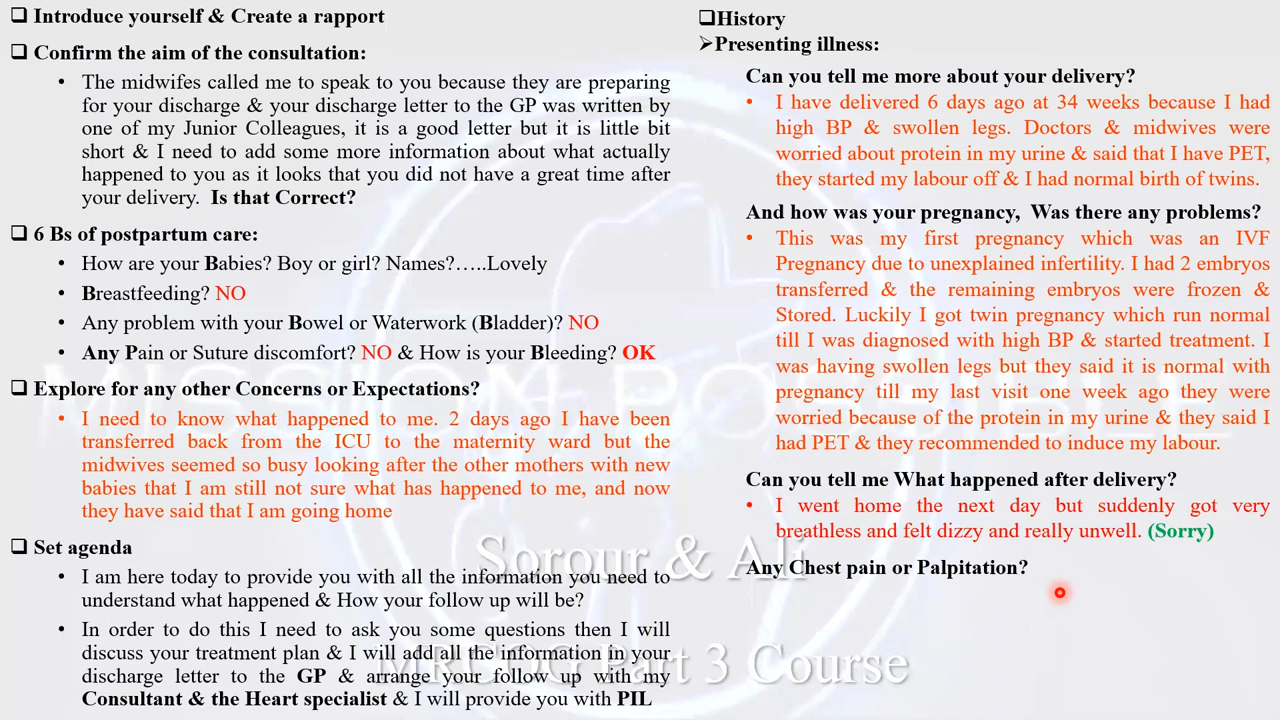 ❑ Introduce yourself & Create a rapport
❑ Confirm the aim of the consultation:
• The midwifes called me to speak to you because they are preparing
for your discharge & your discharge letter to the GP was written by
one of my Junior Colleagues, it is a good letter but it is little bit
short & I need to add some more information about what actually
happened to you as it looks that you did not have a great time after
your delivery. Is that Correct?
❑ 6 Bs of postpartum care:
• How are your Babies? Boy or girl? Names?…..Lovely
• Breastfeeding? NO
• Any problem with your Bowel or Waterwork (Bladder)? NO
• Any Pain or Suture discomfort? NO & How is your Bleeding? OK
❑ Explore for any other Concerns or Expectations?
• I need to know what happened to me. 2 days ago I have been
transferred back from the ICU to the maternity ward but the
midwives seemed so busy looking after the other mothers with new
babies that I am still not sure what has happened to me, and now
they have said that I am going home
❑ Set agenda
• I am here today to provide you with all the information you need to
understand what happened & How your follow up will be?
• In order to do this I need to ask you some questions then I will
discuss your treatment plan & I will add all the information in your
discharge letter to the GP & arrange your follow up with my
Consultant & the Heart specialist & I will provide you with PIL
❑History
➢Presenting illness:
Can you tell me more about your delivery?
• I have delivered 6 days ago at 34 weeks because I had
high BP & swollen legs. Doctors & midwives were
worried about protein in my urine & said that I have PET,
they started my labour off & I had normal birth of twins.
And how was your pregnancy, Was there any problems?
• This was my first pregnancy which was an IVF
Pregnancy due to unexplained infertility. I had 2 embryos
transferred & the remaining embryos were frozen &
Stored. Luckily I got twin pregnancy which run normal
till I was diagnosed with high BP & started treatment. I
was having swollen legs but they said it is normal with
pregnancy till my last visit one week ago they were
worried because of the protein in my urine & they said I
had PET & they recommended to induce my labour.
Can you tell me What happened after delivery?
• I went home the next day but suddenly got very
breathless and felt dizzy and really unwell. (Sorry)
Any Chest pain or Palpitation?
Sorour & Ali
MRCOG Part 3 Course